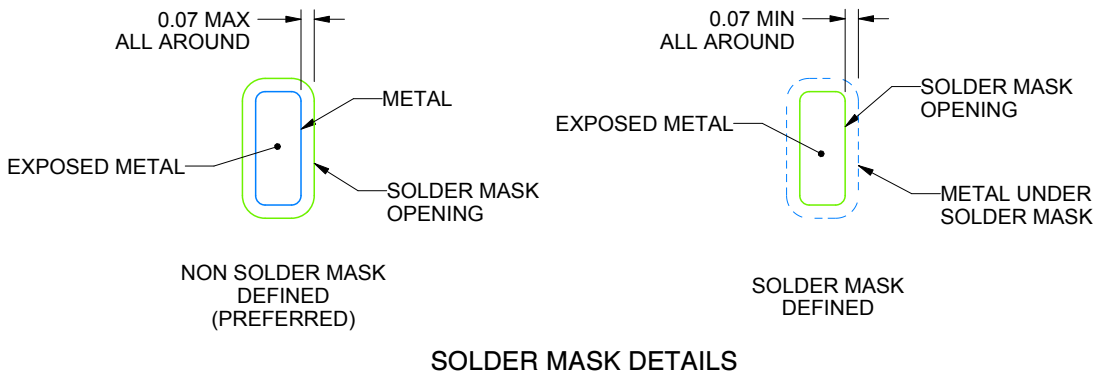 0.07 MAX
ALL AROUND
METAL
EXPOSED METAL
SOLDER MASK
OPENING
NON SOLDER MASK
DEFINED
(PREFERRED)
0.07 MIN
ALL AROUND
SOLDER MASK
OPENING
EXPOSED METAL
METAL UNDER
SOLDER MASK
SOLDER MASK
DEFINED
SOLDER MASK DETAILS